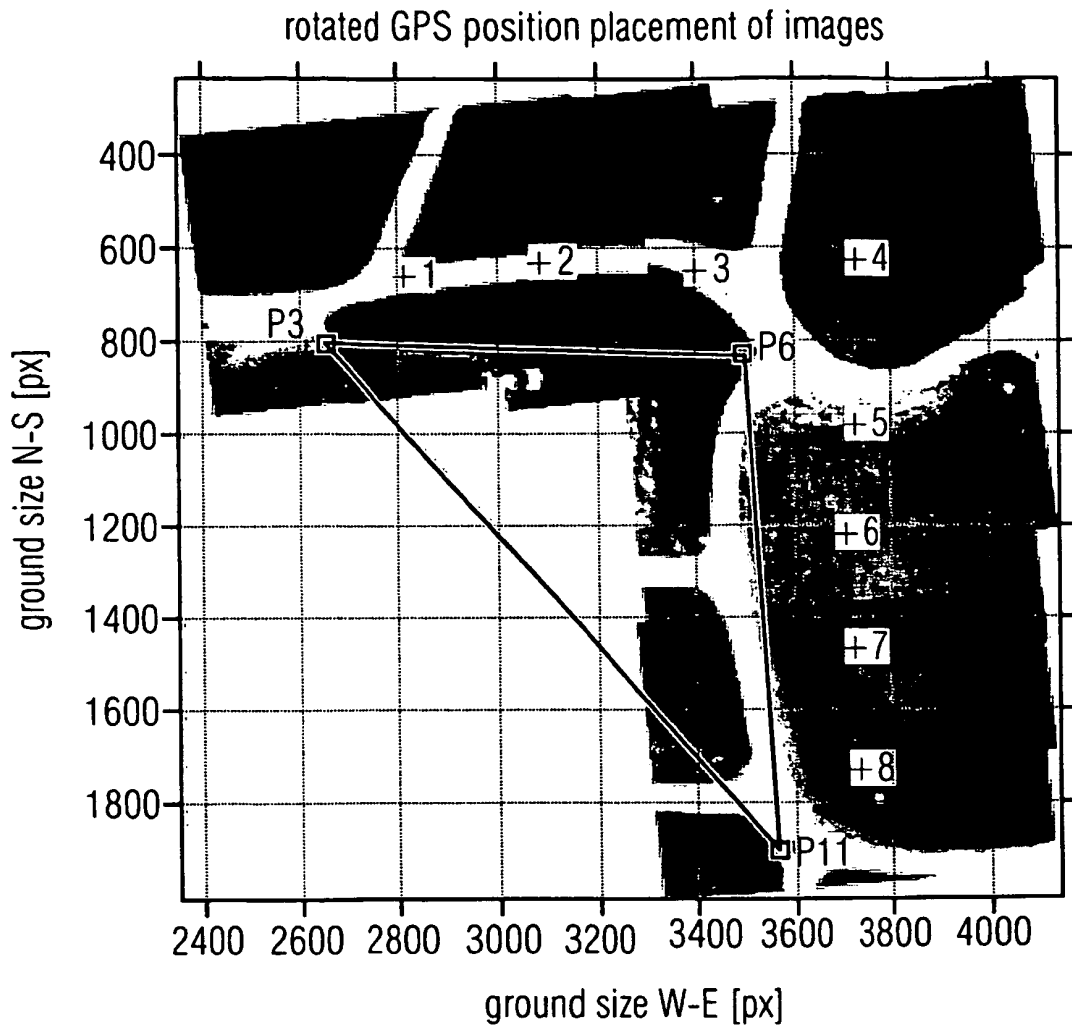 rotated GPS position placement of images
400
600
800
1000
1200
1400
1600
1800
ground size N-S [px]
+1
+2
+3
+4
P3
P6
+5
+6
+7
+8
P11
2400 2600 2800 3000 3200 3400 3600 3800 4000
ground size W-E [px]